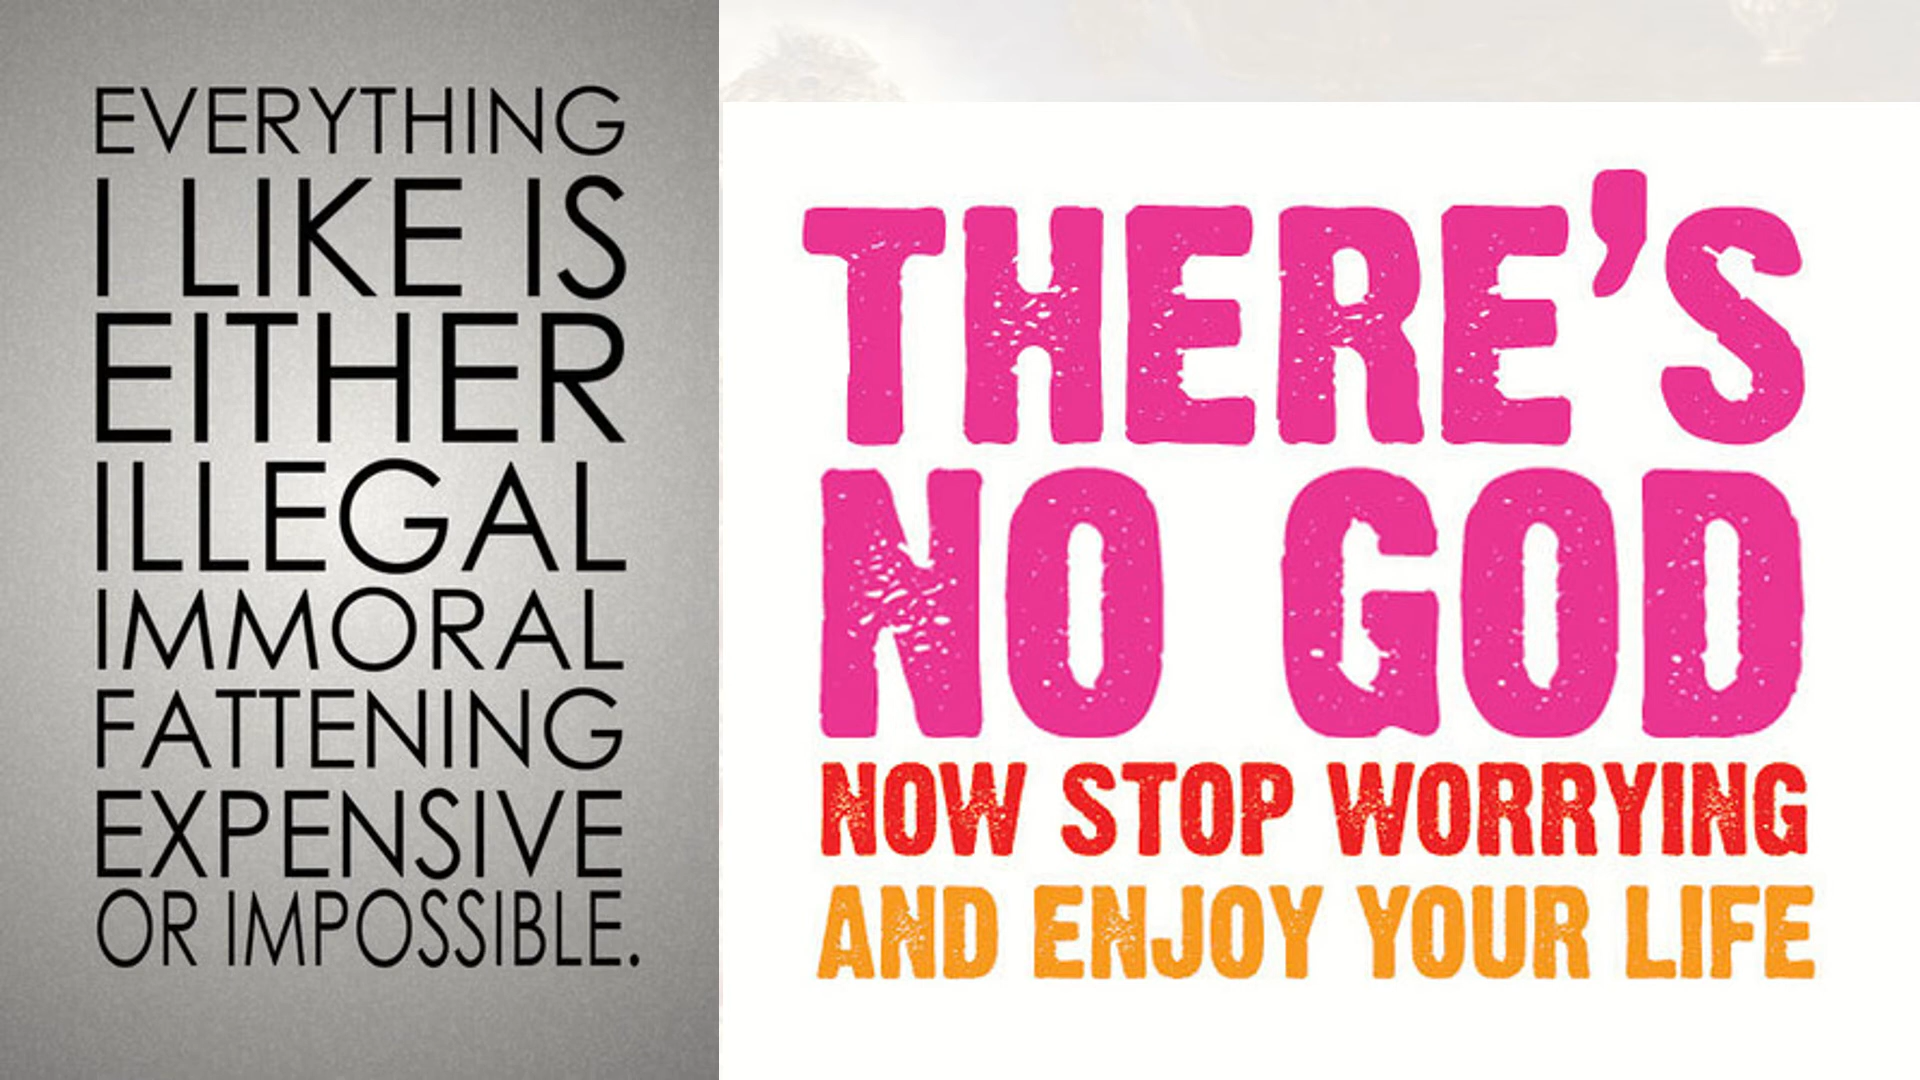 EVERYTHING
I LIKE IS
EITHER
ILLEGAL
IMMORAL
FATTENING
EXPENSIVE
OR IMPOSSIBLE.
THERE'S
NO GOD
NOW STOP WORRYING
AND ENJOY YOUR LIFE